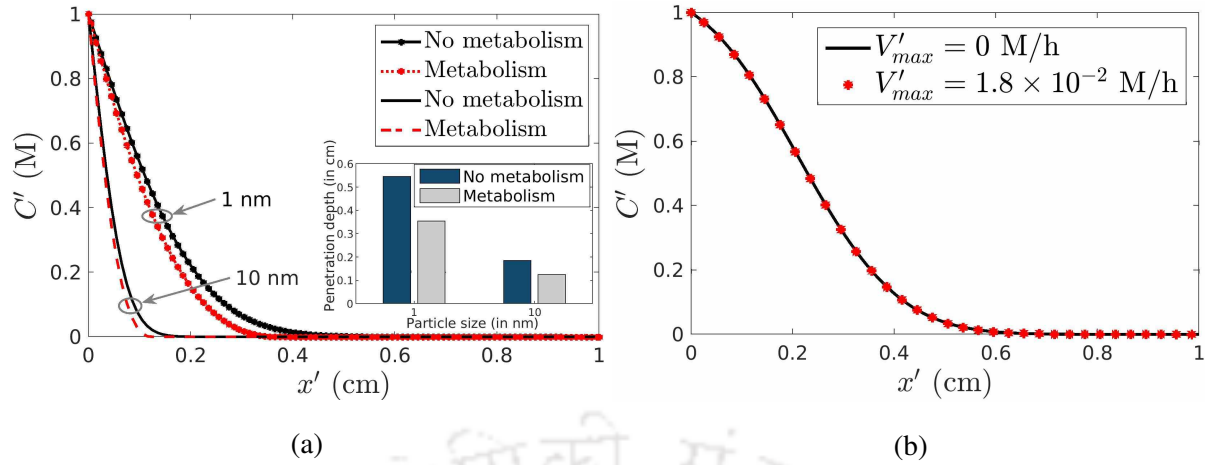 1
0.8
0.6
0.4
0.2
0
0 0.2 0.4 0.6 0.8 1
C′ (M)
x′ (cm)
No metabolism
Metabolism
No metabolism
Metabolism
1 nm
10 nm
0.6
0.5
0.4
0.3
0.2
0.1
0
Penetration depth (in cm)
No metabolism
Metabolism
1 10
Particle size (in nm)
(a)
1
0.8
0.6
0.4
0.2
0
0 0.2 0.4 0.6 0.8 1
C′ (M)
x′ (cm)
V′max = 0 M/h
V′max = 1.8 × 10⁻² M/h
(b)